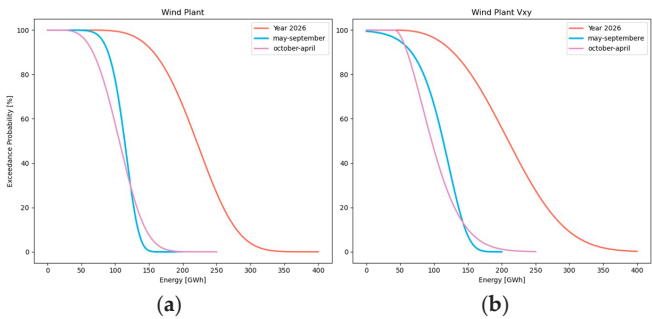 Wind Plant
Exceedance Probability [%]
100
80
60
40
20
0
0 50 100 150 200 250 300 350 400
Energy [GWh]
Year 2026
may-september
october-april
(a)
Wind Plant Vxy
100
80
60
40
20
0
0 50 100 150 200 250 300 350 400
Energy [GWh]
Year 2026
may-septembere
october-april
(b)